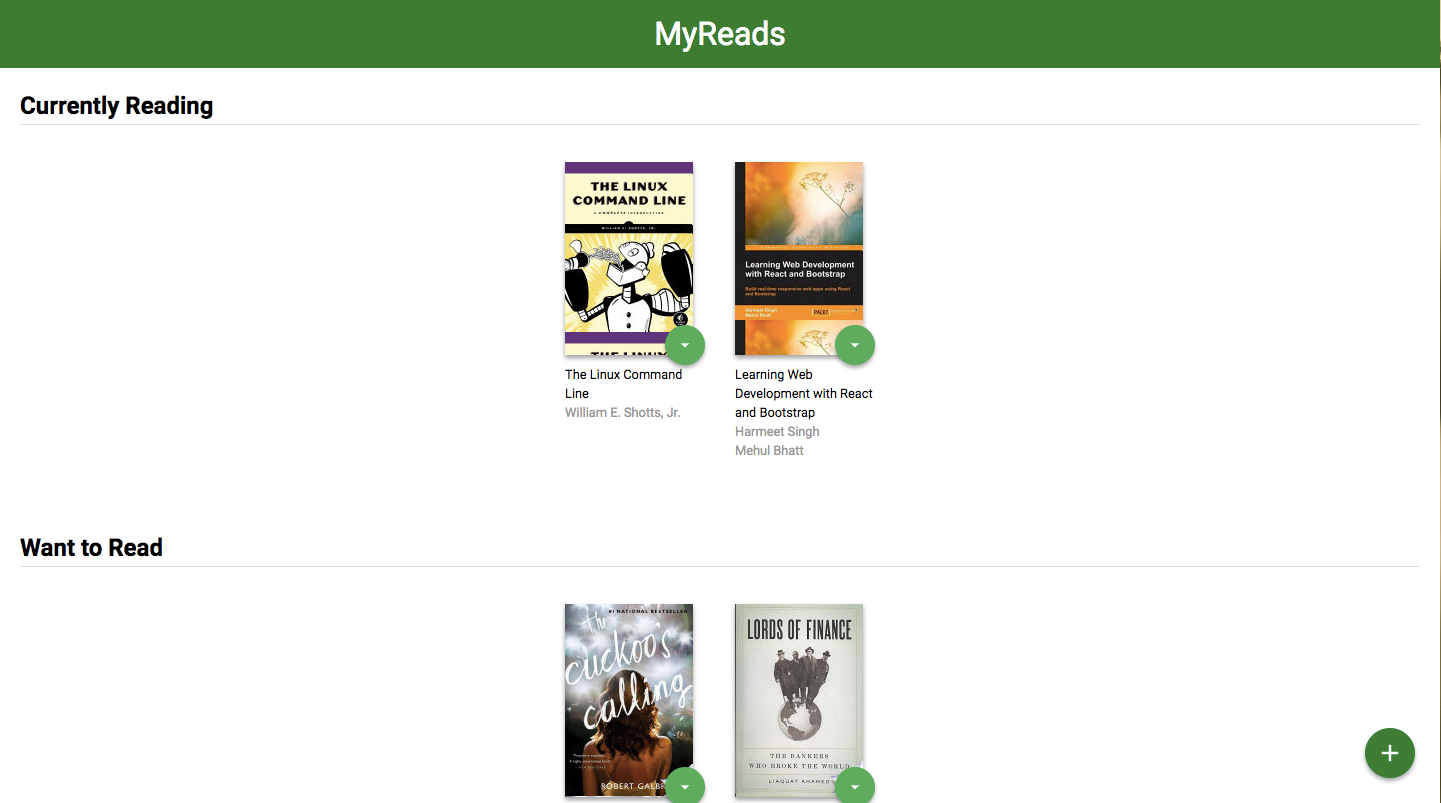 MyReads
Currently Reading
THE LINUX
COMMAND LINE
A COMPLETE INTRODUCTION
WILLIAM E. SHOTTS, JR.
THE LINUX
Learning Web Development
with React and Bootstrap
Build real-time responsive web apps using React
and Bootstrap
Harmeet Singh
Mehul Bhatt
PACKT
The Linux Command
Line
William E. Shotts, Jr.
Learning Web
Development with React
and Bootstrap
Harmeet Singh
Mehul Bhatt
Want to Read
#1 NATIONAL BESTSELLER
the
cuckoo's
calling
ROBERT GALBR
LORDS OF FINANCE
THE BANKERS
WHO BROKE THE WORLD
LIAQUAT AHAMED
+